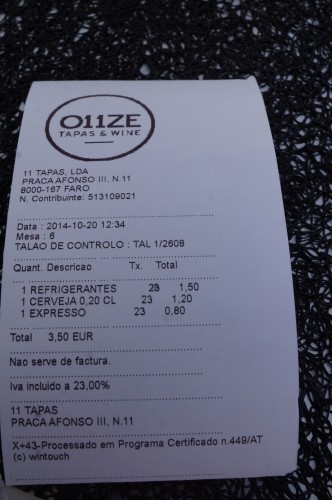 O11ZE
TAPAS & WINE
11 TAPAS, LDA
PRACA AFONSO III, N.11
8000-167 FARO
N. Contribuinte: 513109021
Data : 2014-10-20 12:34
Mesa : 6
TALAO DE CONTROLO : TAL 1/2608
Quant. Descricao Tx. Total
1 REFRIGERANTES 23 1,50
1 CERVEJA 0,20 CL 23 1,20
1 EXPRESSO 23 0,80
Total 3,50 EUR
Nao serve de factura.
Iva incluido a 23,00%
11 TAPAS
PRACA AFONSO III, N.11
X+43-Processado em Programa Certificado n.449/AT
(c) wintouch